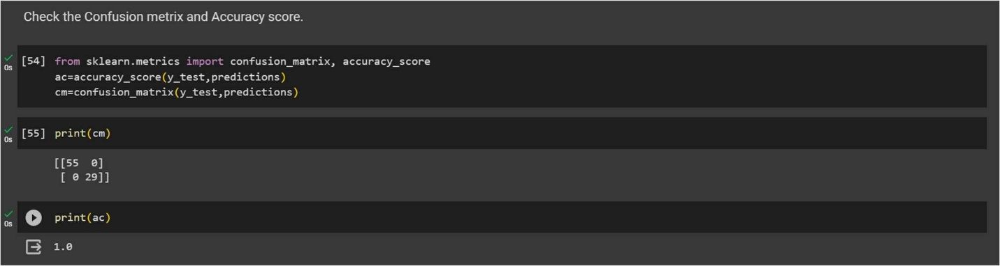 Check the Confusion metrix and Accuracy score.
0s
[54] from sklearn.metrics import confusion_matrix, accuracy_score
ac=accuracy_score(y_test,predictions)
cm=confusion_matrix(y_test,predictions)
0s
[55] print(cm)
[[55  0]
 [ 0 29]]
0s
print(ac)
1.0